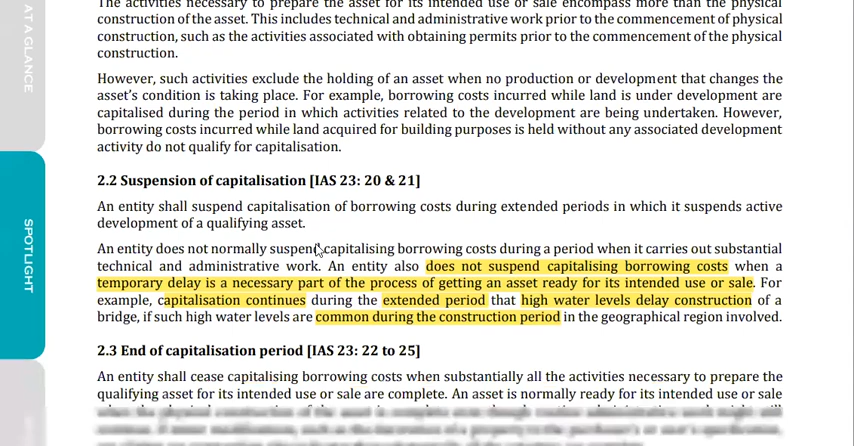 AT A GLANCE
SPOTLIGHT
The activities necessary to prepare the asset for its intended use or sale encompass more than the physical
construction of the asset. This includes technical and administrative work prior to the commencement of physical
construction, such as the activities associated with obtaining permits prior to the commencement of the physical
construction.
However, such activities exclude the holding of an asset when no production or development that changes the
asset's condition is taking place. For example, borrowing costs incurred while land is under development are
capitalised during the period in which activities related to the development are being undertaken. However,
borrowing costs incurred while land acquired for building purposes is held without any associated development
activity do not qualify for capitalisation.
2.2 Suspension of capitalisation [IAS 23: 20 & 21]
An entity shall suspend capitalisation of borrowing costs during extended periods in which it suspends active
development of a qualifying asset.
An entity does not normally suspend capitalising borrowing costs during a period when it carries out substantial
technical and administrative work. An entity also does not suspend capitalising borrowing costs when a
temporary delay is a necessary part of the process of getting an asset ready for its intended use or sale. For
example, capitalisation continues during the extended period that high water levels delay construction of a
bridge, if such high water levels are common during the construction period in the geographical region involved.
2.3 End of capitalisation period [IAS 23: 22 to 25]
An entity shall cease capitalising borrowing costs when substantially all the activities necessary to prepare the
qualifying asset for its intended use or sale are complete. An asset is normally ready for its intended use or sale